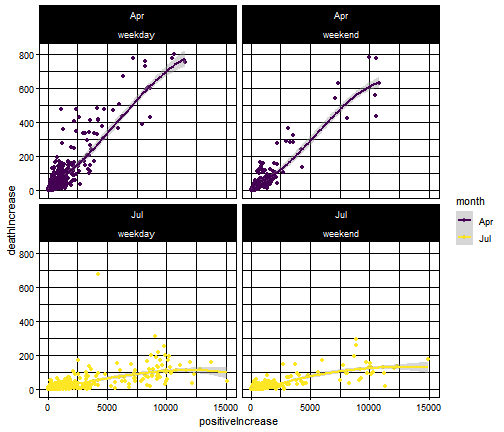 Apr
weekday
Apr
weekend
800
600
400
200
0
Jul
weekday
Jul
weekend
800
600
400
200
0
0 5000 10000 15000 0 5000 10000 15000
deathIncrease
positiveIncrease
month
Apr
Jul